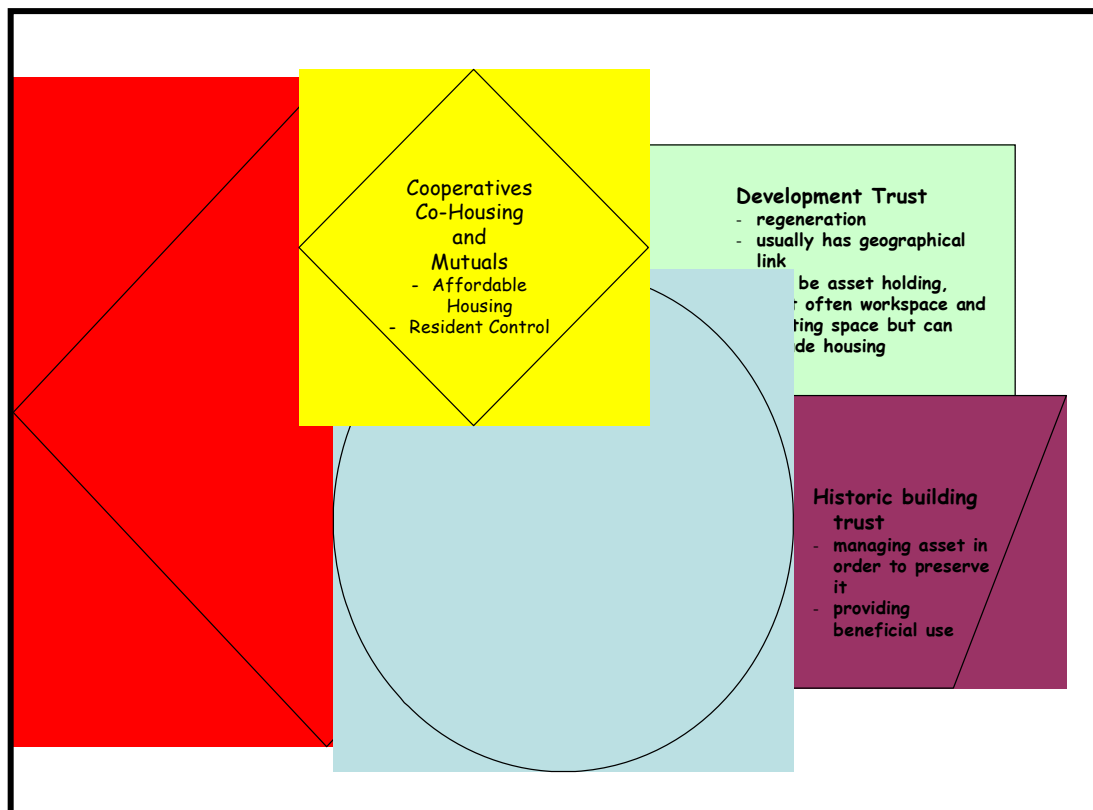 Cooperatives
Co-Housing
and
Mutuals
- Affordable
Housing
- Resident Control
Development Trust
- regeneration
- usually has geographical
link
be asset holding,
often workspace and
space but can
housing
Historic building
trust
- managing asset in
order to preserve
it
- providing
beneficial use